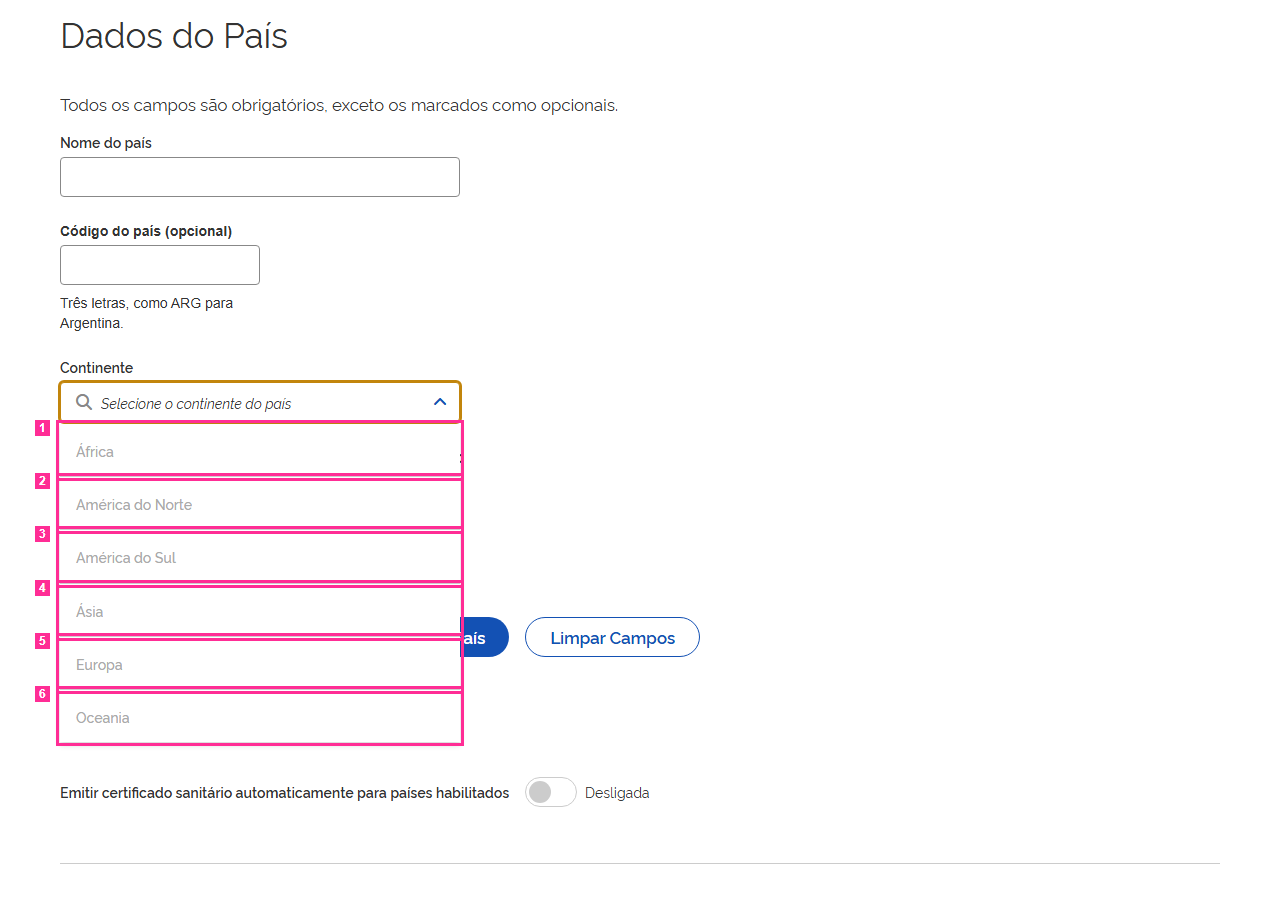 Dados do País
Todos os campos são obrigatórios, exceto os marcados como opcionais.
Nome do país
Código do país (opcional)
Três letras, como ARG para
Argentina.
Continente
Selecione o continente do país
1
África
2
América do Norte
3
América do Sul
4
Ásia
5
aís
Limpar Campos
Europa
6
Oceania
Emitir certificado sanitário automaticamente para países habilitados
Desligada